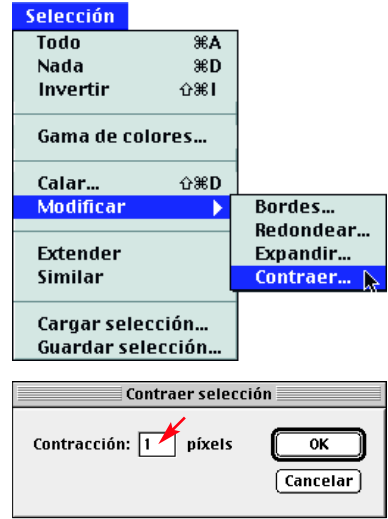 Selección
Todo ⌘A
Nada ⌘D
Invertir ⇧⌘I
Gama de colores...
Calar... ⇧⌘D
Modificar
Bordes...
Redondear...
Expandir...
Contraer...
Extender
Similar
Cargar selección...
Guardar selección...
Contraer selección
Contracción: 1 píxels
OK
Cancelar